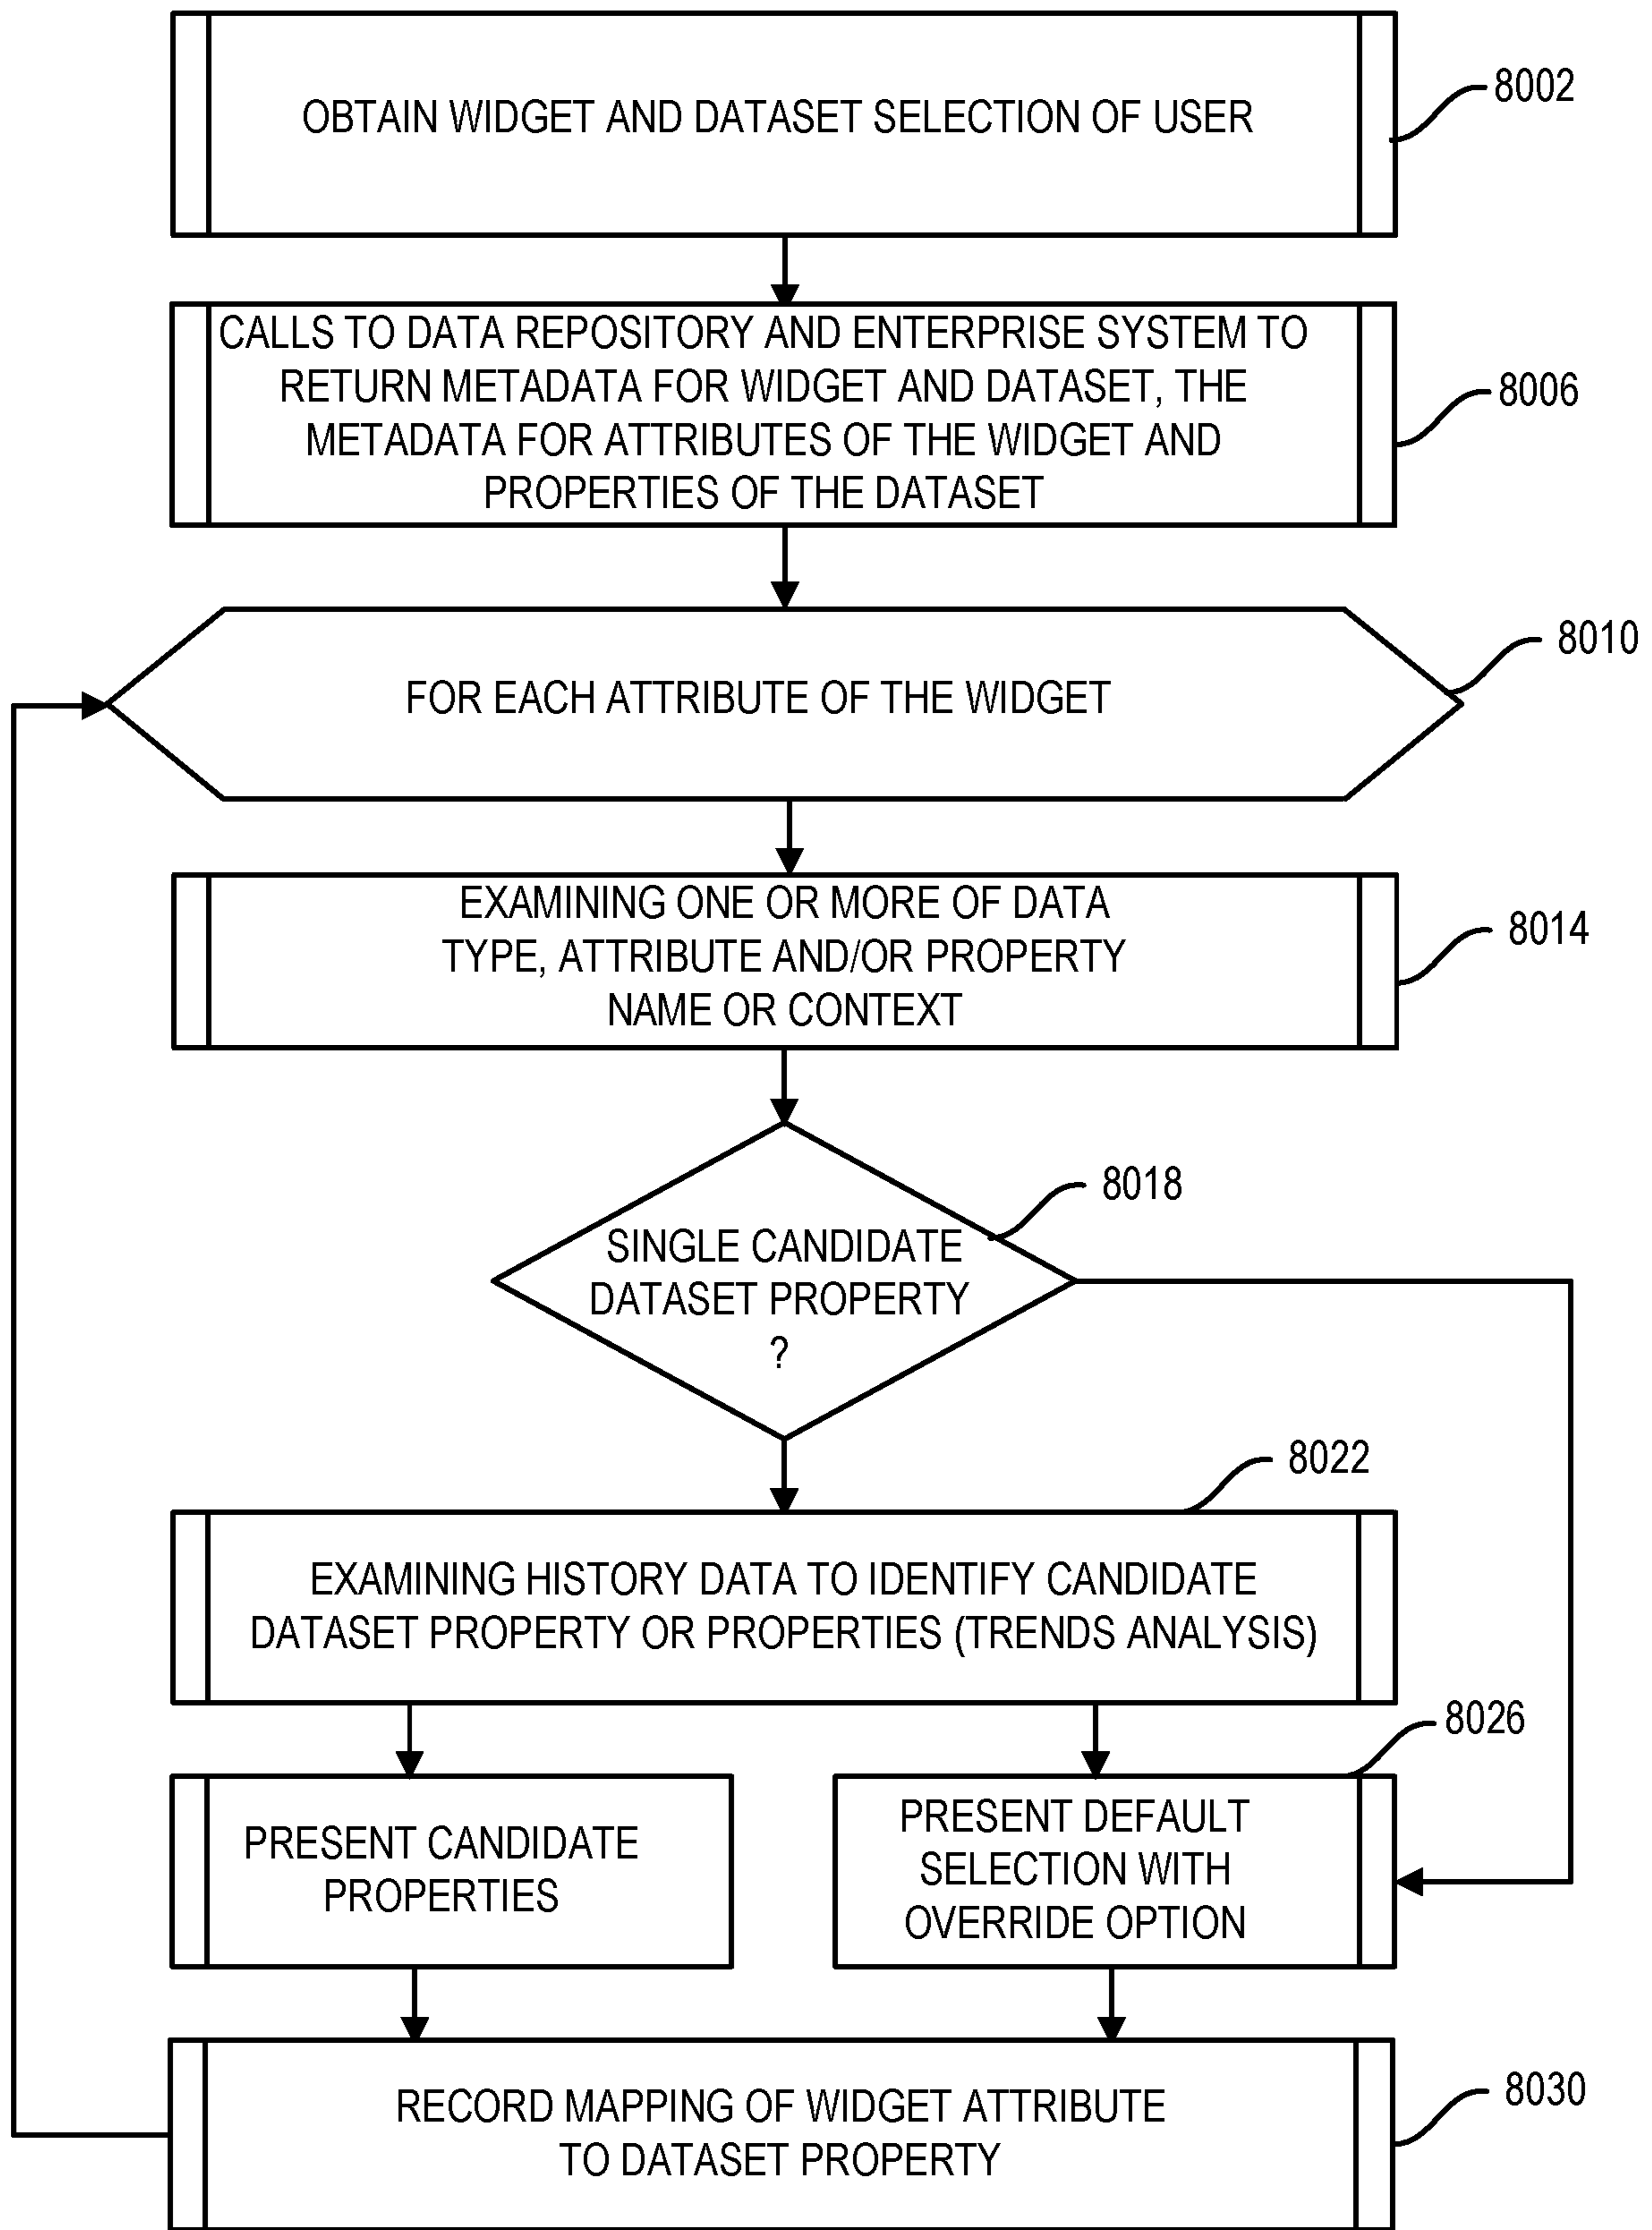 OBTAIN WIDGET AND DATASET SELECTION OF USER
8002
CALLS TO DATA REPOSITORY AND ENTERPRISE SYSTEM TO
RETURN METADATA FOR WIDGET AND DATASET, THE
METADATA FOR ATTRIBUTES OF THE WIDGET AND
PROPERTIES OF THE DATASET
8006
FOR EACH ATTRIBUTE OF THE WIDGET
8010
EXAMINING ONE OR MORE OF DATA
TYPE, ATTRIBUTE AND/OR PROPERTY
NAME OR CONTEXT
8014
SINGLE CANDIDATE
DATASET PROPERTY
?
8018
EXAMINING HISTORY DATA TO IDENTIFY CANDIDATE
DATASET PROPERTY OR PROPERTIES (TRENDS ANALYSIS)
8022
PRESENT CANDIDATE
PROPERTIES
PRESENT DEFAULT
SELECTION WITH
OVERRIDE OPTION
8026
RECORD MAPPING OF WIDGET ATTRIBUTE
TO DATASET PROPERTY
8030